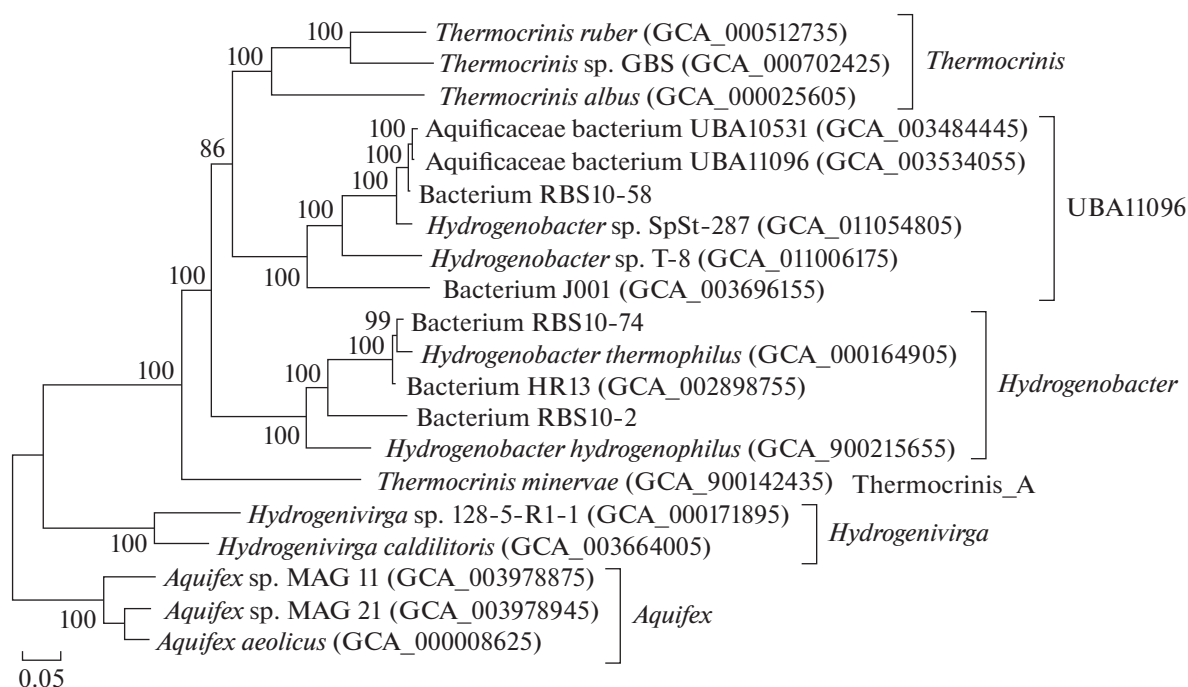 100
Thermocrinis ruber (GCA_000512735)
100
Thermocrinis sp. GBS (GCA_000702425)
Thermocrinis
Thermocrinis albus (GCA_000025605)
100
Aquificaceae bacterium UBA10531 (GCA_003484445)
86
100
Aquificaceae bacterium UBA11096 (GCA_003534055)
100
Bacterium RBS10-58
UBA11096
100
Hydrogenobacter sp. SpSt-287 (GCA_011054805)
Hydrogenobacter sp. T-8 (GCA_011006175)
100
100
Bacterium J001 (GCA_003696155)
99
Bacterium RBS10-74
100
Hydrogenobacter thermophilus (GCA_000164905)
100
100
Bacterium HR13 (GCA_002898755)
Hydrogenobacter
Bacterium RBS10-2
100
Hydrogenobacter hydrogenophilus (GCA_900215655)
Thermocrinis minervae (GCA_900142435)
Thermocrinis_A
Hydrogenivirga sp. 128-5-R1-1 (GCA_000171895)
Hydrogenivirga
100
Hydrogenivirga caldilitoris (GCA_003664005)
Aquifex sp. MAG 11 (GCA_003978875)
Aquifex sp. MAG 21 (GCA_003978945)
Aquifex
100
Aquifex aeolicus (GCA_000008625)
0.05